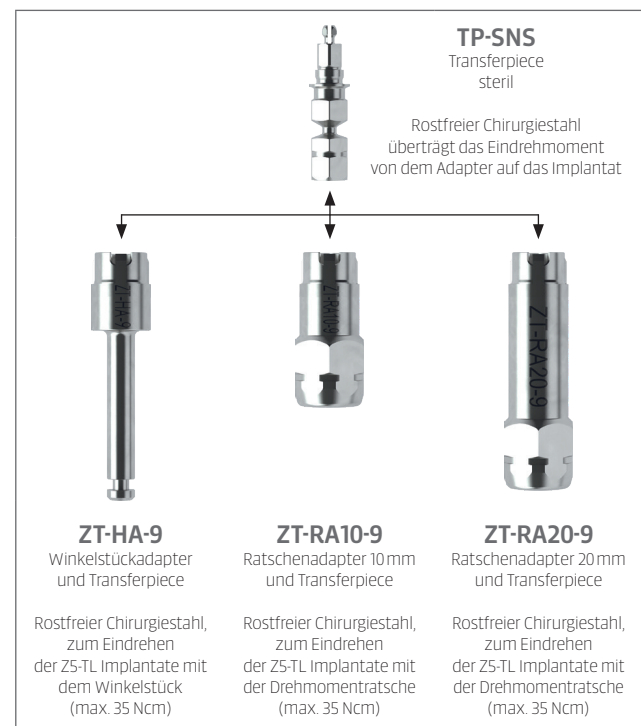 TP-SNS
Transferpiece
steril
Rostfreier Chirurgiestahl
überträgt das Eindrehmoment
von dem Adapter auf das Implantat
ZT-HA-9
ZT-RA10-9
ZT-RA20-9
ZT-HA-9
Winkelstückadapter
und Transferpiece
Rostfreier Chirurgiestahl,
zum Eindrehen
der Z5-TL Implantate mit
dem Winkelstück
(max. 35 Ncm)
ZT-RA10-9
Ratschenadapter 10 mm
und Transferpiece
Rostfreier Chirurgiestahl,
zum Eindrehen
der Z5-TL Implantate mit
der Drehmomentratsche
(max. 35 Ncm)
ZT-RA20-9
Ratschenadapter 20 mm
und Transferpiece
Rostfreier Chirurgiestahl,
zum Eindrehen
der Z5-TL Implantate mit
der Drehmomentratsche
(max. 35 Ncm)